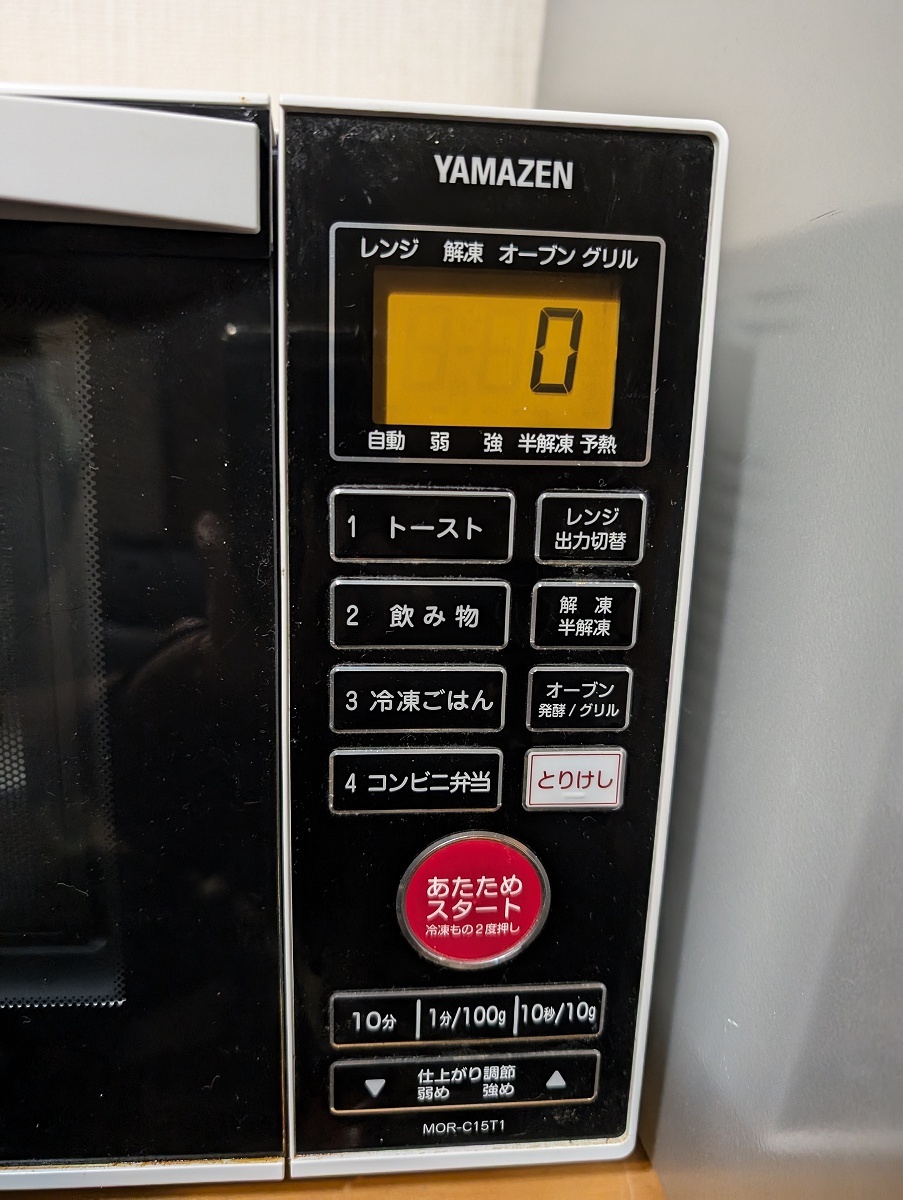 YAMAZEN
レンジ 解凍 オーブン グリル
0
自動 弱 強 半解凍 予熱
1 トースト
レンジ
出力切替
2 飲み物
解凍
半解凍
3 冷凍ごはん
オーブン
発酵/グリル
4 コンビニ弁当
とりけし
あたため
スタート
冷凍もの2度押し
10分 1分/100g 10秒/10g
▼ 仕上がり調節 ▲
弱め 強め
MOR-C15T1